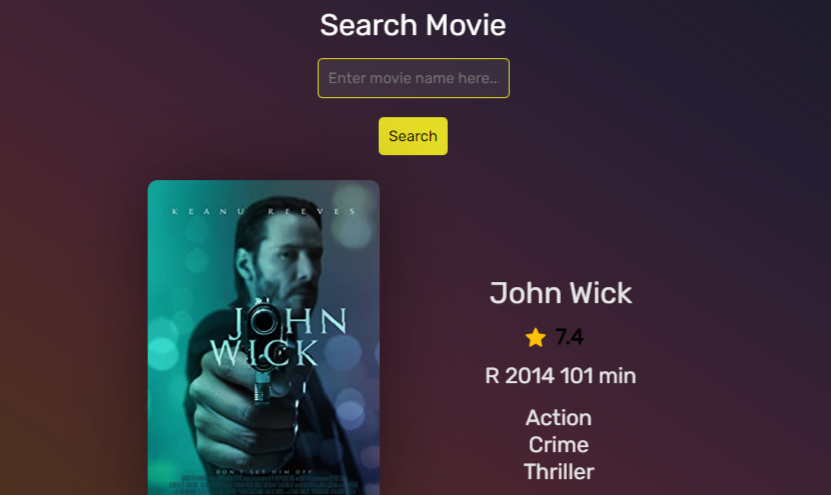 Search Movie
Enter movie name here...
Search
KEANU REEVES
JOHN
WICK
DON'T SET HIM OFF
John Wick
7.4
R 2014 101 min
Action
Crime
Thriller